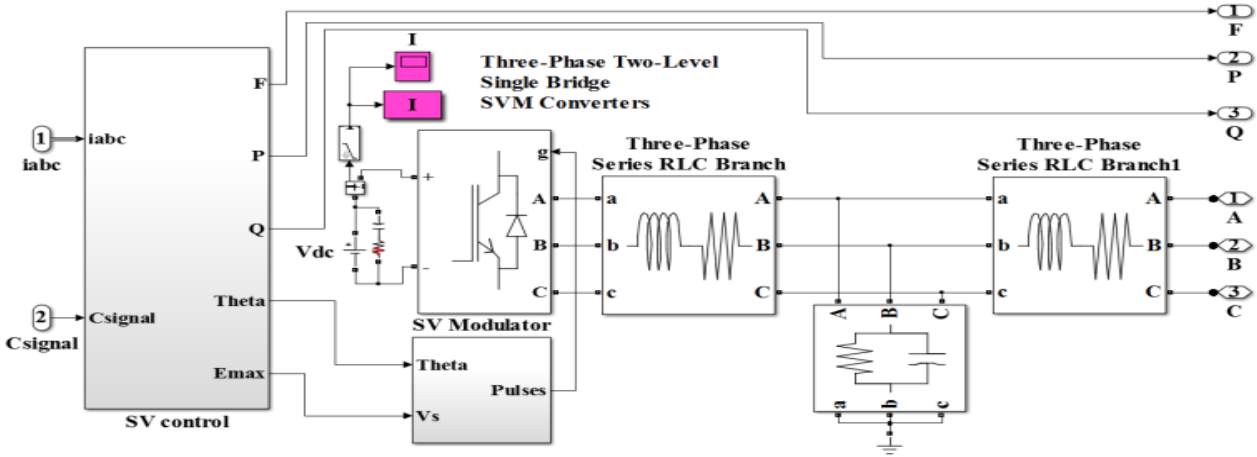 1
F
I
Three-Phase Two-Level
Single Bridge
SVM Converters
2
P
F
I
3
Q
1
iabc
iabc
P
g
Three-Phase
Series RLC Branch
Three-Phase
Series RLC Branch1
+
A
a
A
a
A
1
A
Q
Vdc
B
b
B
b
B
2
B
-
C
c
C
c
C
3
C
Theta
2
Csignal
Csignal
SV Modulator
A
B
C
Emax
Theta
Pulses
Vs
a
b
c
SV control